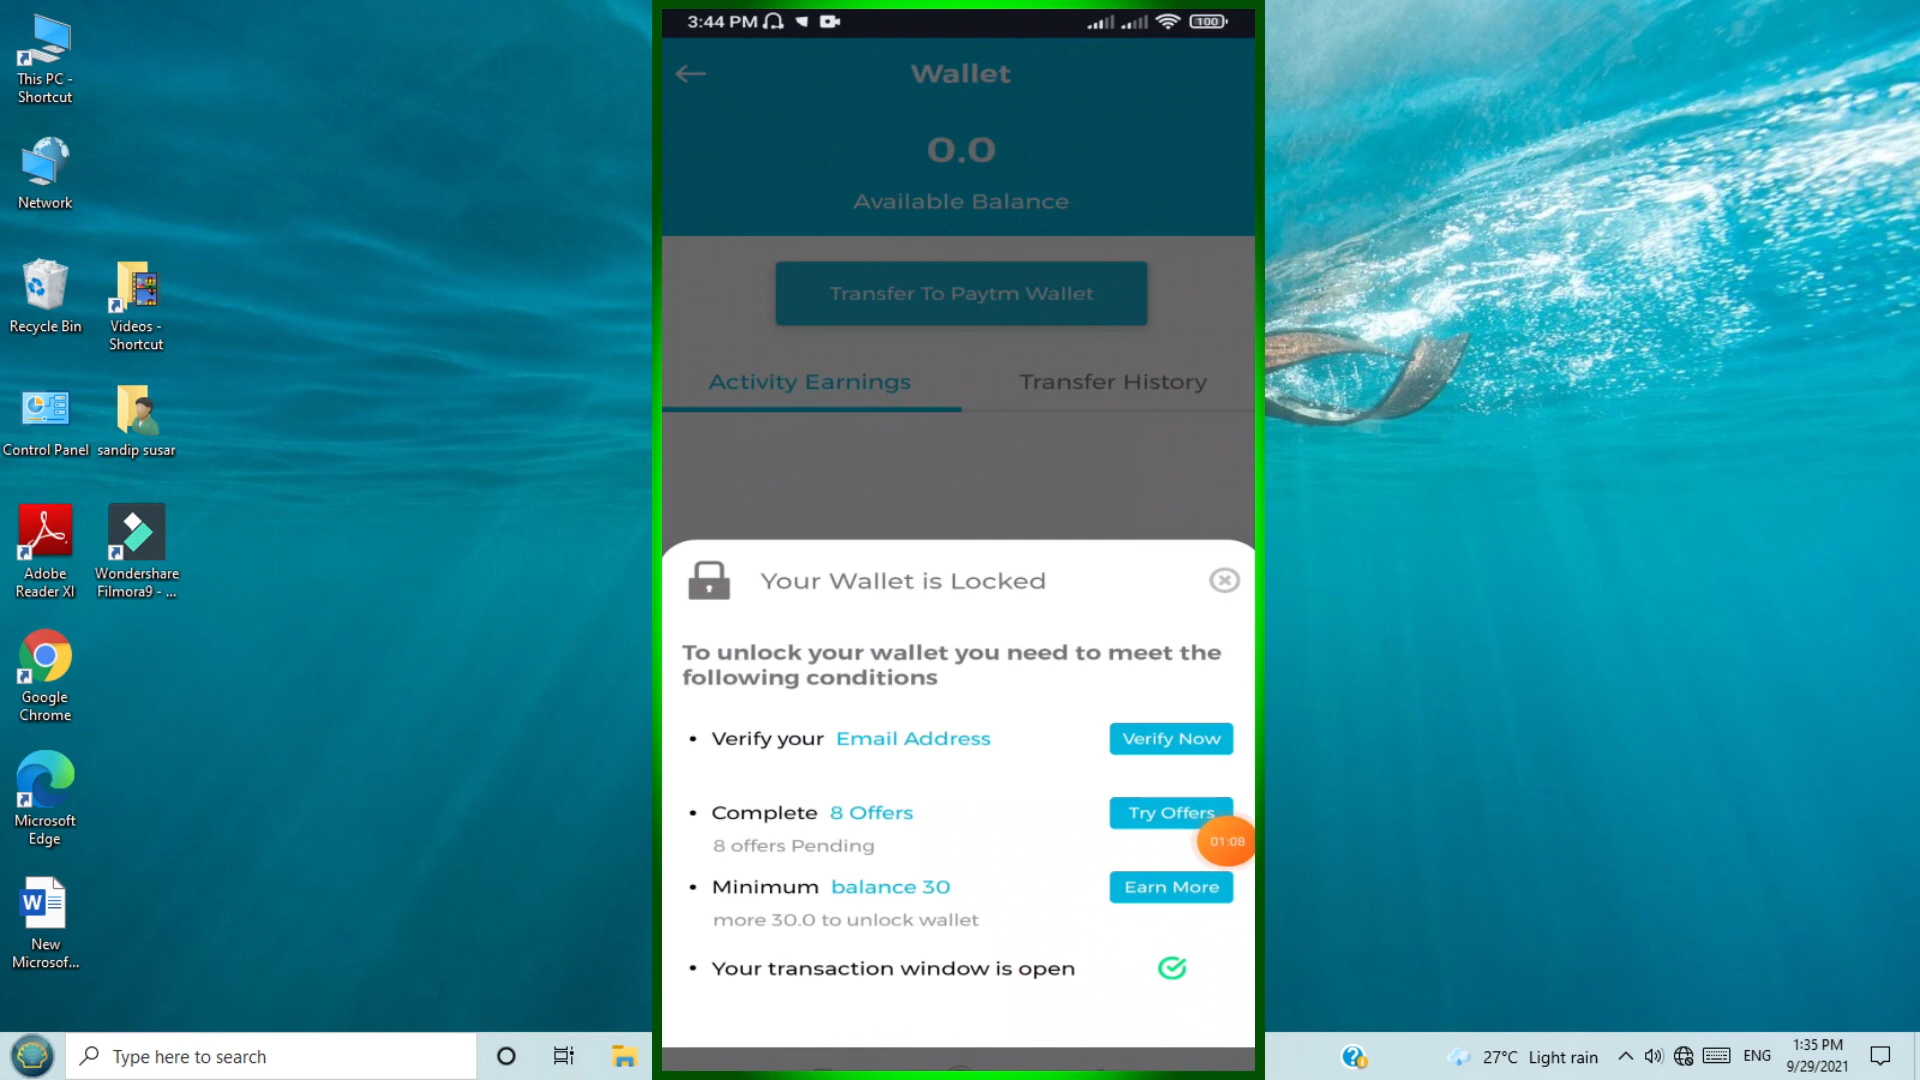 This PC -
Shortcut
Network
Recycle Bin
Videos -
Shortcut
Control Panel
sandip susar
Adobe
Reader XI
Wondershare
Filmora9 - ...
Google
Chrome
Microsoft
Edge
W
New
Microsof...
3:44 PM
100
Wallet
0.0
Available Balance
Transfer To Paytm Wallet
Activity Earnings
Transfer History
Your Wallet is Locked
To unlock your wallet you need to meet the
following conditions
• Verify your Email Address
Verify Now
• Complete 8 Offers
Try Offers
8 offers Pending
01:08
• Minimum balance 30
Earn More
more 30.0 to unlock wallet
• Your transaction window is open
Type here to search
27°C Light rain
ENG
1:35 PM
9/29/2021